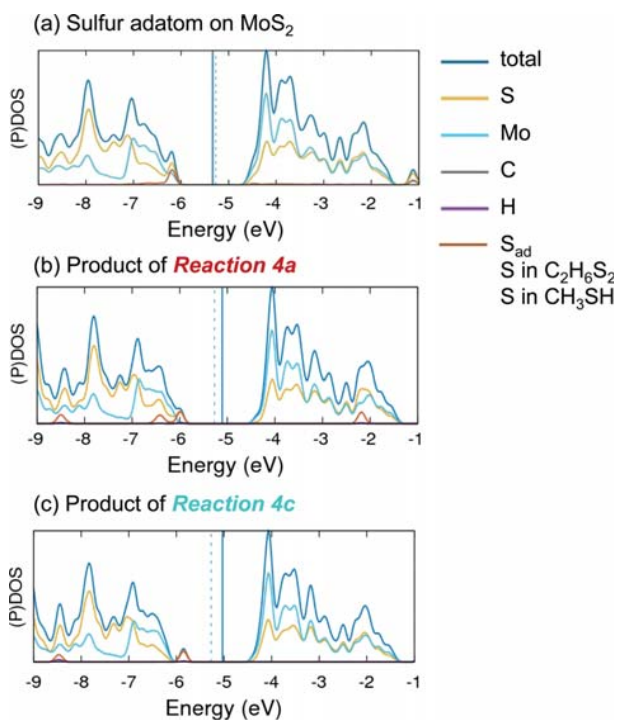 (a) Sulfur adatom on MoS₂
(P)DOS
-9 -8 -7 -6 -5 -4 -3 -2 -1
Energy (eV)
total
S
Mo
C
H
S_ad
S in C₂H₆S₂
S in CH₃SH
(b) Product of Reaction 4a
(P)DOS
-9 -8 -7 -6 -5 -4 -3 -2 -1
Energy (eV)
(c) Product of Reaction 4c
(P)DOS
-9 -8 -7 -6 -5 -4 -3 -2 -1
Energy (eV)